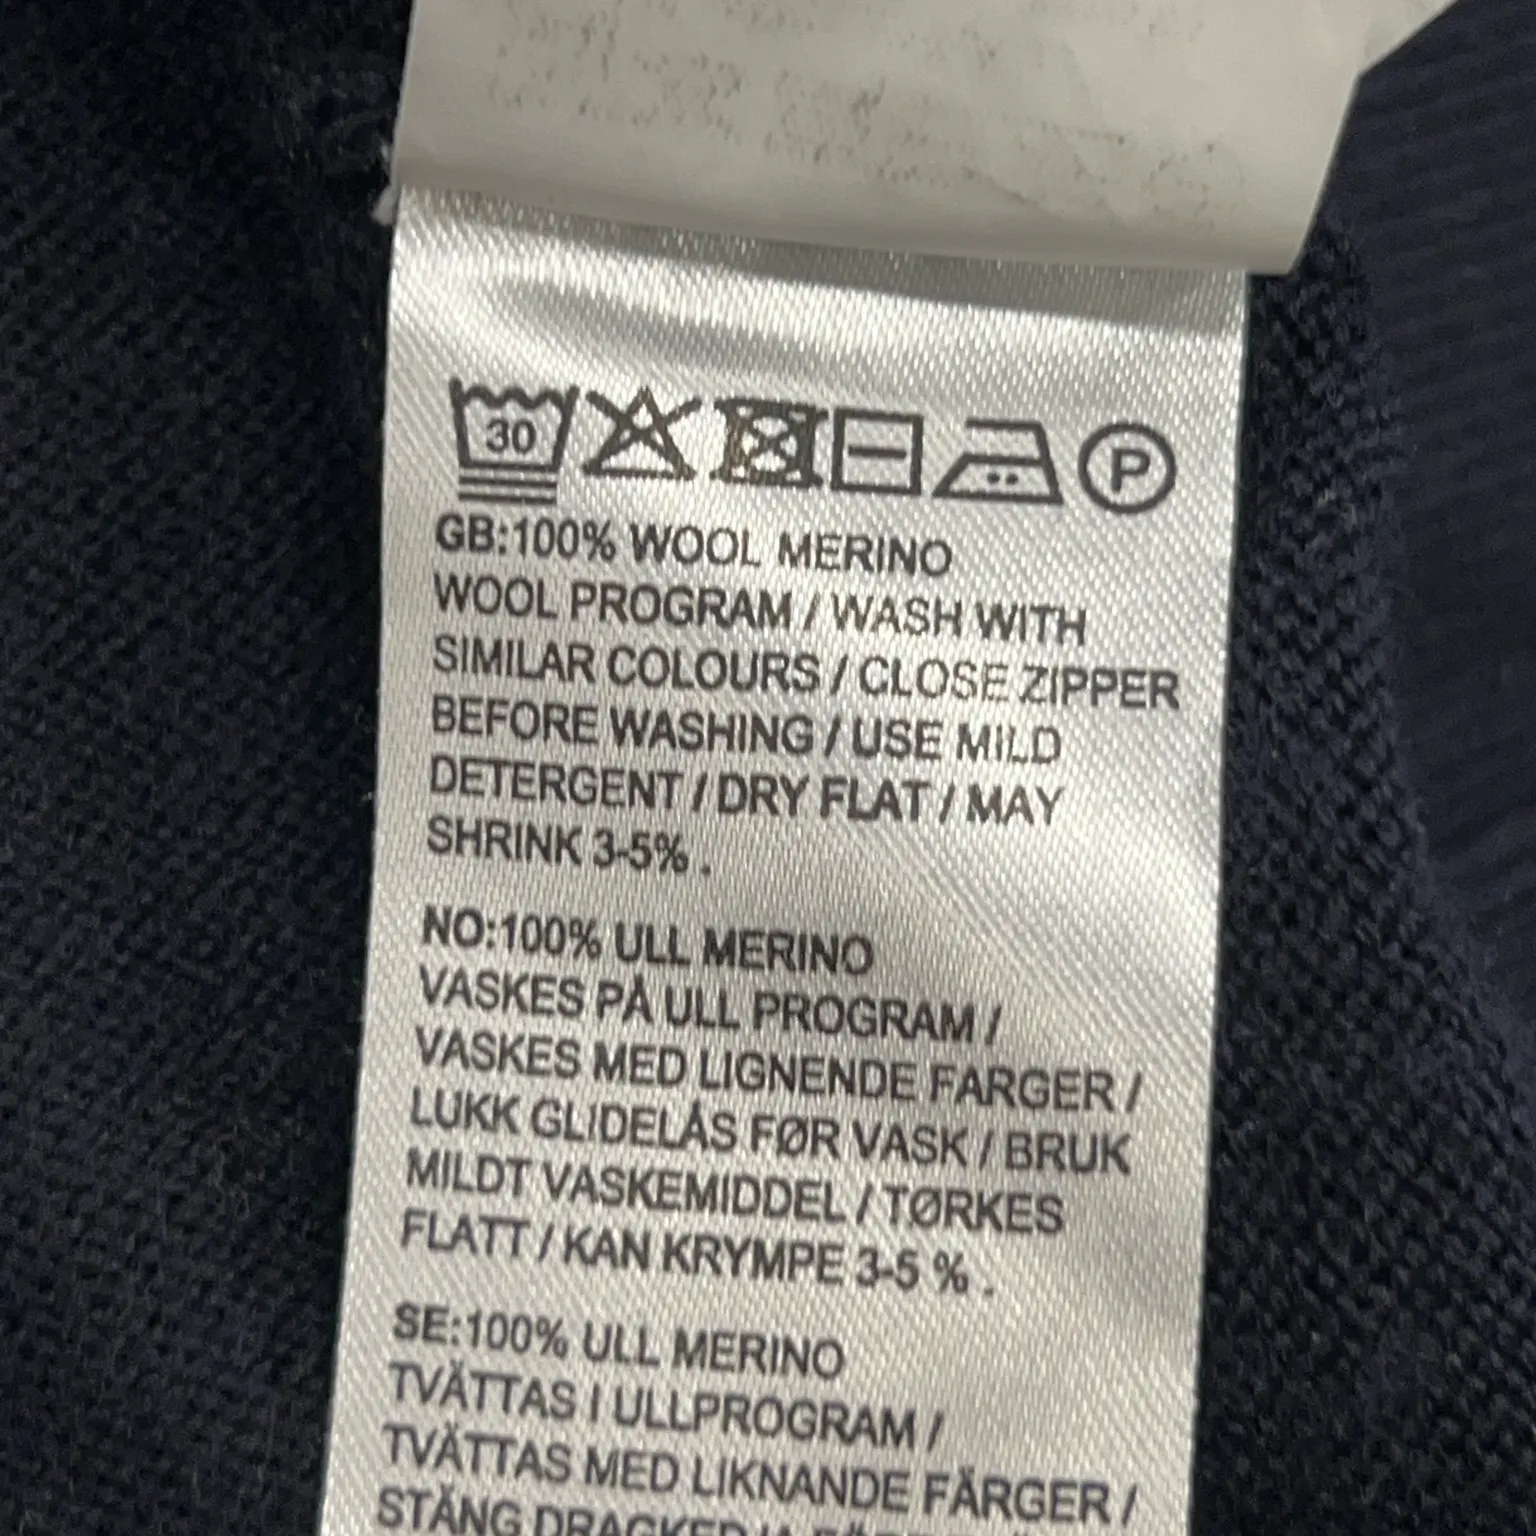 30
P
GB:100% WOOL MERINO
WOOL PROGRAM / WASH WITH
SIMILAR COLOURS / CLOSE ZIPPER
BEFORE WASHING / USE MILD
DETERGENT / DRY FLAT / MAY
SHRINK 3-5% .
NO:100% ULL MERINO
VASKES PÅ ULL PROGRAM /
VASKES MED LIGNENDE FARGER /
LUKK GLIDELÅS FØR VASK / BRUK
MILDT VASKEMIDDEL / TØRKES
FLATT / KAN KRYMPE 3-5 % .
SE:100% ULL MERINO
TVÄTTAS I ULLPROGRAM /
TVÄTTAS MED LIKNANDE FÄRGER /
STÄNG